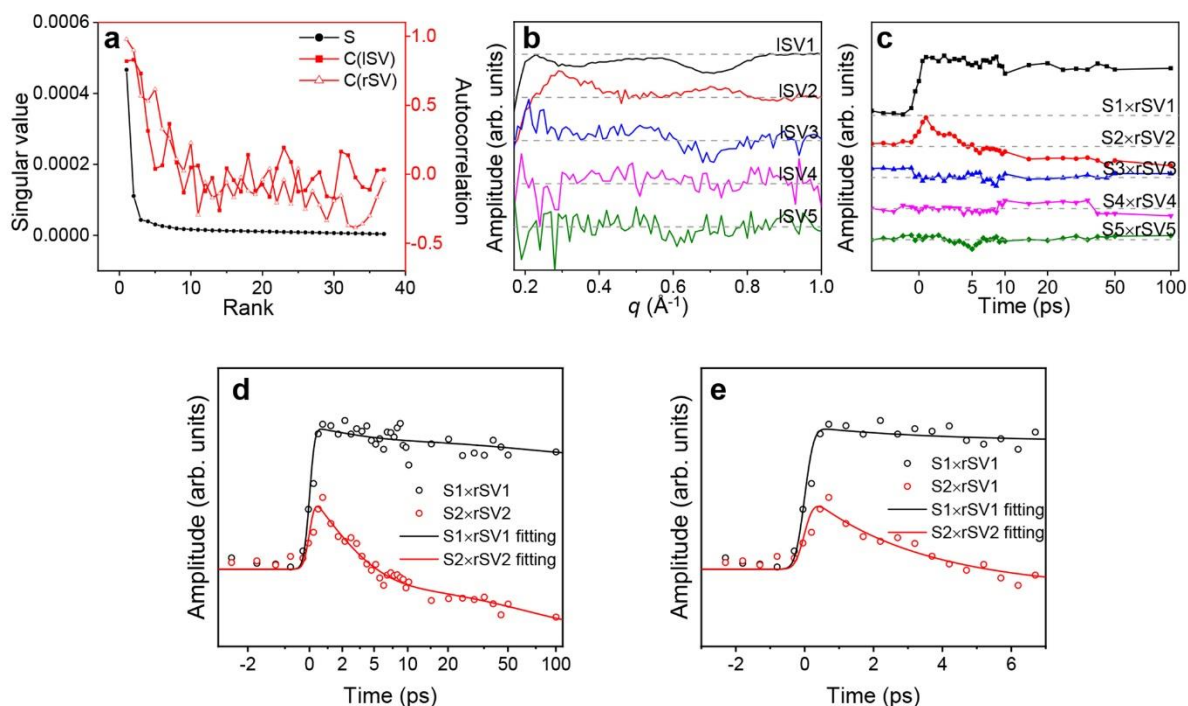 a
S
C(lSV)
C(rSV)
Singular value
0.0006
0.0004
0.0002
0.0000
1.0
0.5
0.0
-0.5
Autocorrelation
0 10 20 30 40
Rank
b
lSV1
lSV2
lSV3
lSV4
lSV5
Amplitude (arb. units)
0.2 0.4 0.6 0.8 1.0
q (Å-1)
c
S1×rSV1
S2×rSV2
S3×rSV3
S4×rSV4
S5×rSV5
Amplitude (arb. units)
0 5 10 20 50 100
Time (ps)
d
S1×rSV1
S2×rSV2
S1×rSV1 fitting
S2×rSV2 fitting
Amplitude (arb. units)
-2 0 2 5 10 20 50 100
Time (ps)
e
S1×rSV1
S2×rSV1
S1×rSV1 fitting
S2×rSV2 fitting
Amplitude (arb. units)
-2 0 2 4 6
Time (ps)